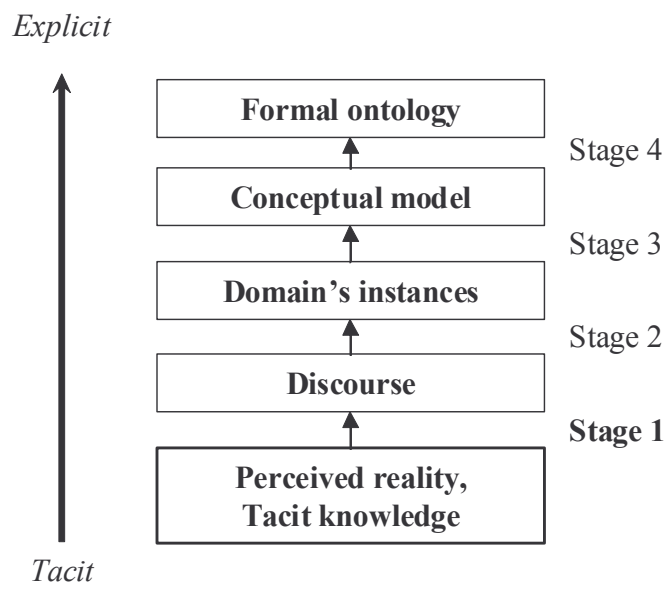 Explicit
Formal ontology
Stage 4
Conceptual model
Stage 3
Domain’s instances
Stage 2
Discourse
Stage 1
Perceived reality,
Tacit knowledge
Tacit